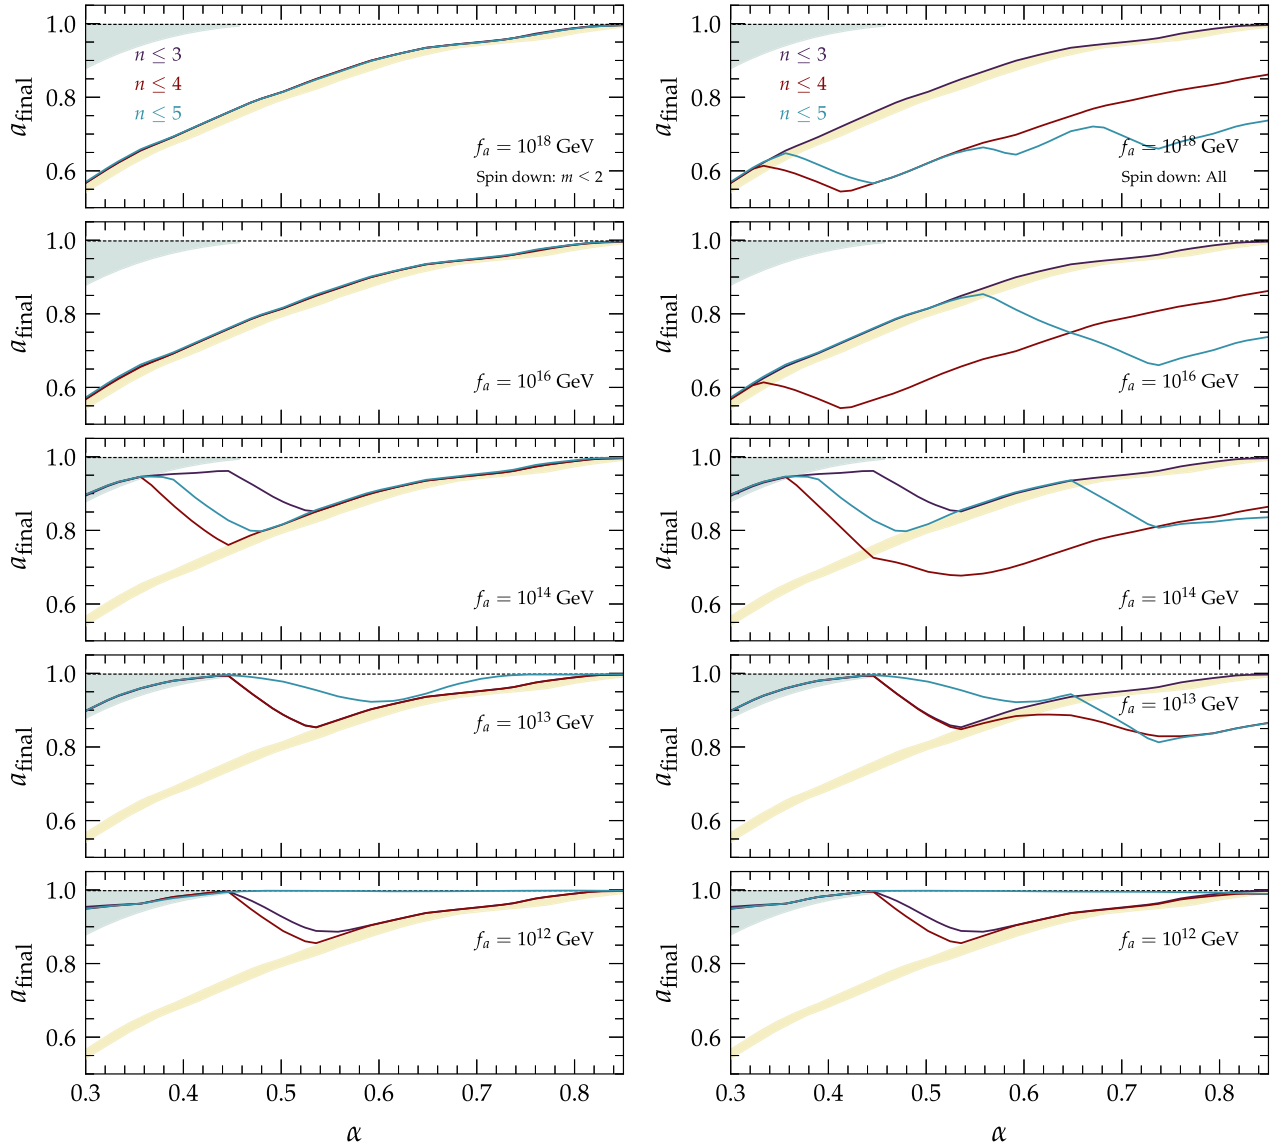 1.0
0.8
0.6
a_final
n ≤ 3
n ≤ 4
n ≤ 5
f_a = 10^18 GeV
Spin down: m < 2
1.0
0.8
0.6
a_final
n ≤ 3
n ≤ 4
n ≤ 5
f_a = 10^18 GeV
Spin down: All
1.0
0.8
0.6
a_final
f_a = 10^16 GeV
1.0
0.8
0.6
a_final
f_a = 10^16 GeV
1.0
0.8
0.6
a_final
f_a = 10^14 GeV
1.0
0.8
0.6
a_final
f_a = 10^14 GeV
1.0
0.8
0.6
a_final
f_a = 10^13 GeV
1.0
0.8
0.6
a_final
f_a = 10^13 GeV
1.0
0.8
0.6
a_final
f_a = 10^12 GeV
0.3 0.4 0.5 0.6 0.7 0.8
α
1.0
0.8
0.6
a_final
f_a = 10^12 GeV
0.3 0.4 0.5 0.6 0.7 0.8
α